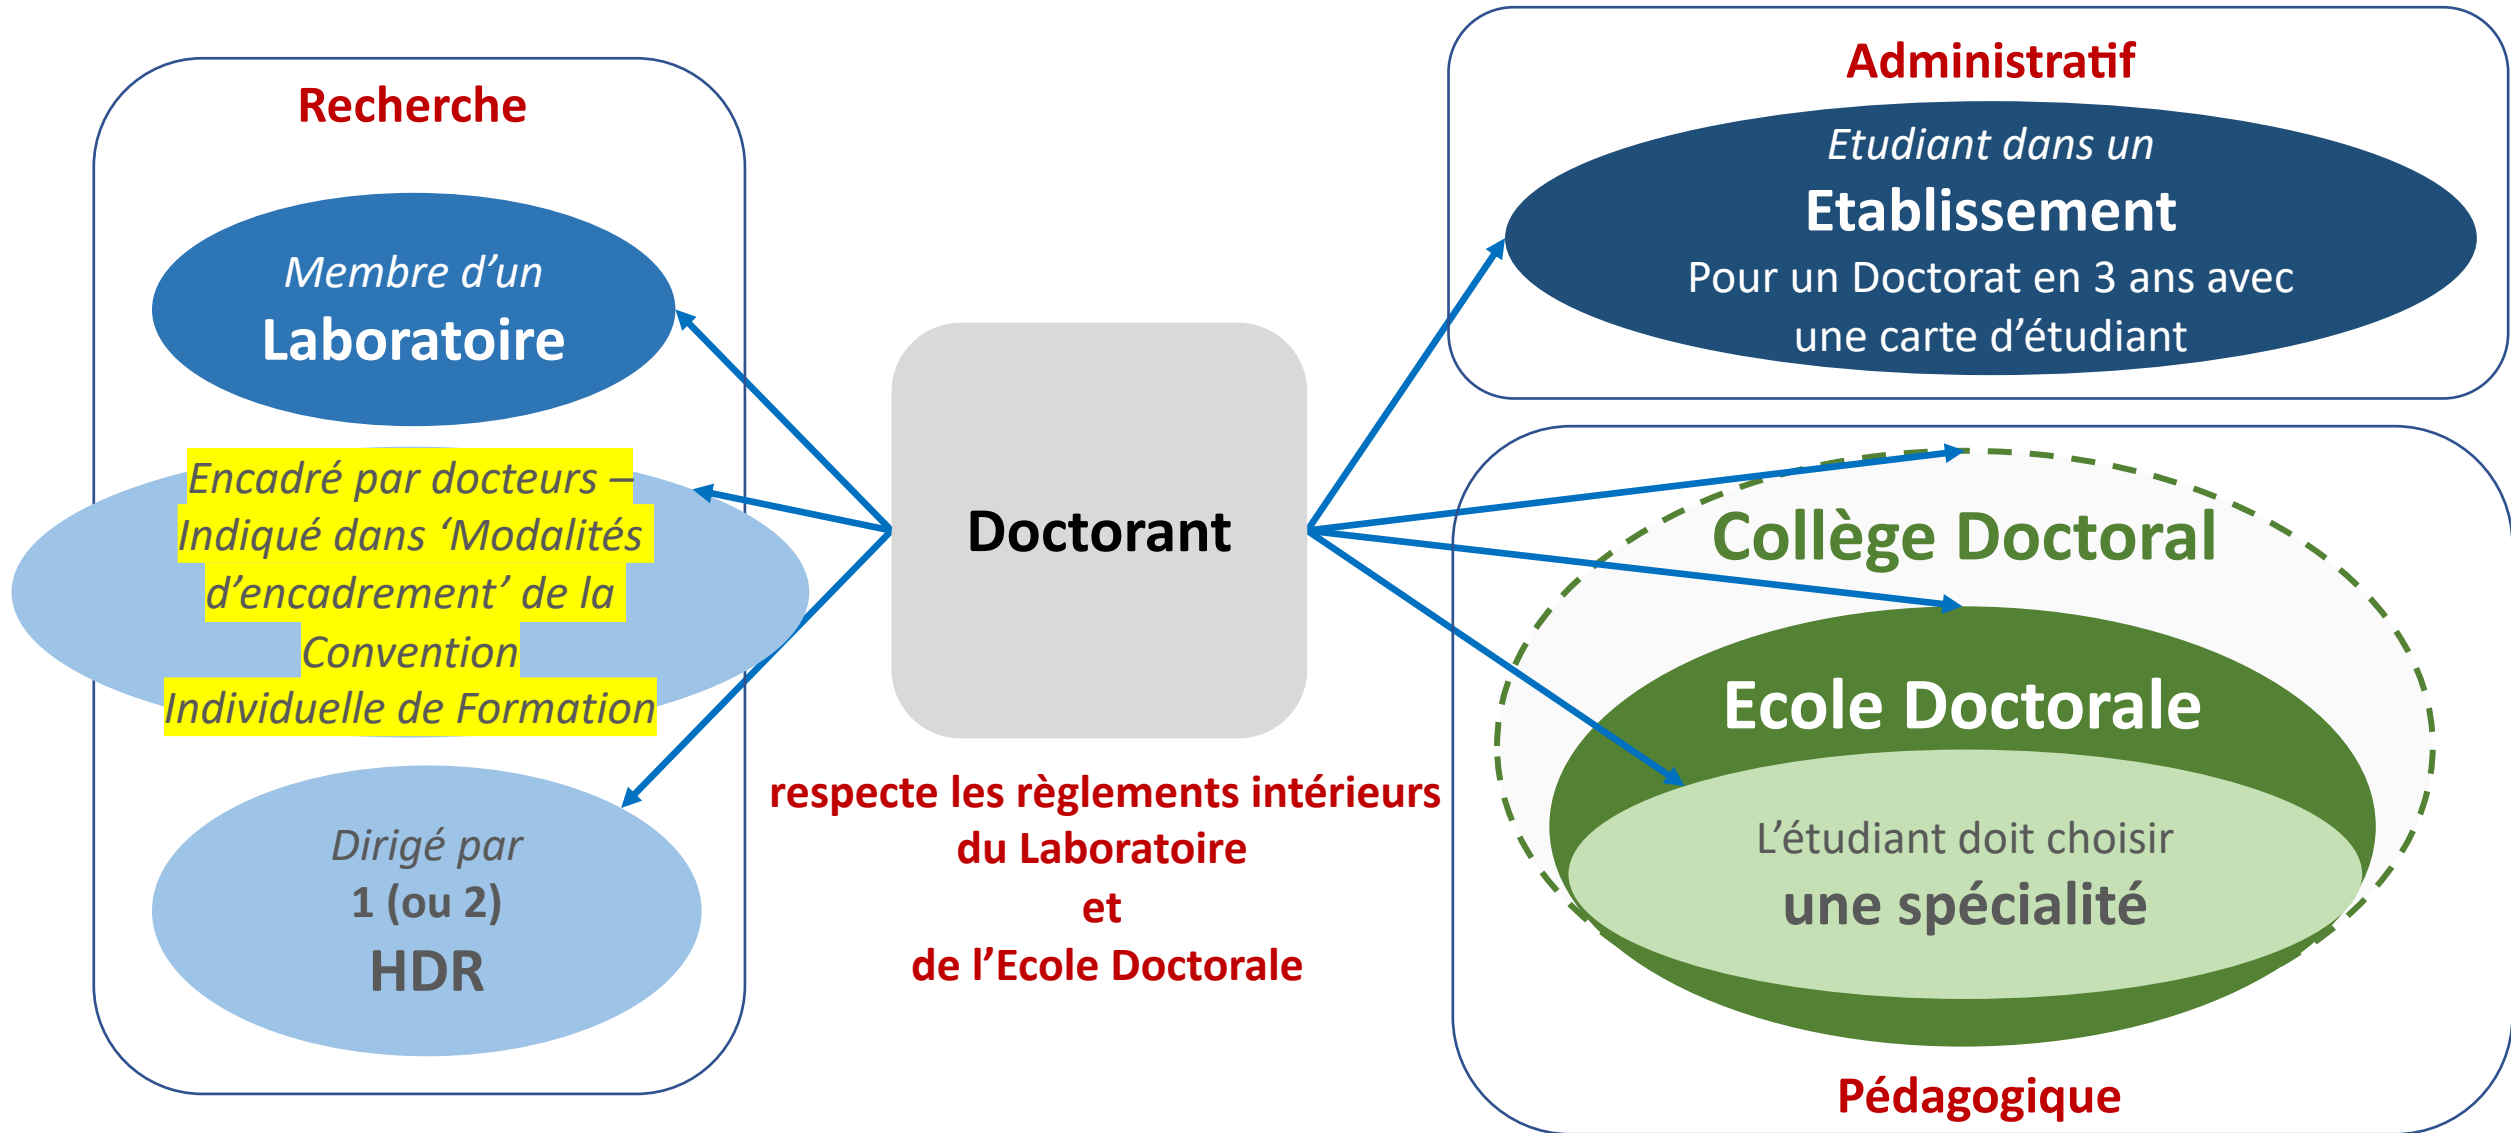 Recherche
Membre d’un
Laboratoire
Encadré par docteurs –
Indiqué dans ‘Modalités
d’encadrement’ de la
Convention
Individuelle de Formation
Dirigé par
1 (ou 2)
HDR
Doctorant
respecte les règlements intérieurs
du Laboratoire
et
de l’Ecole Doctorale
Administratif
Etudiant dans un
Etablissement
Pour un Doctorat en 3 ans avec
une carte d’étudiant
Collège Doctoral
Ecole Doctorale
L’étudiant doit choisir
une spécialité
Pédagogique